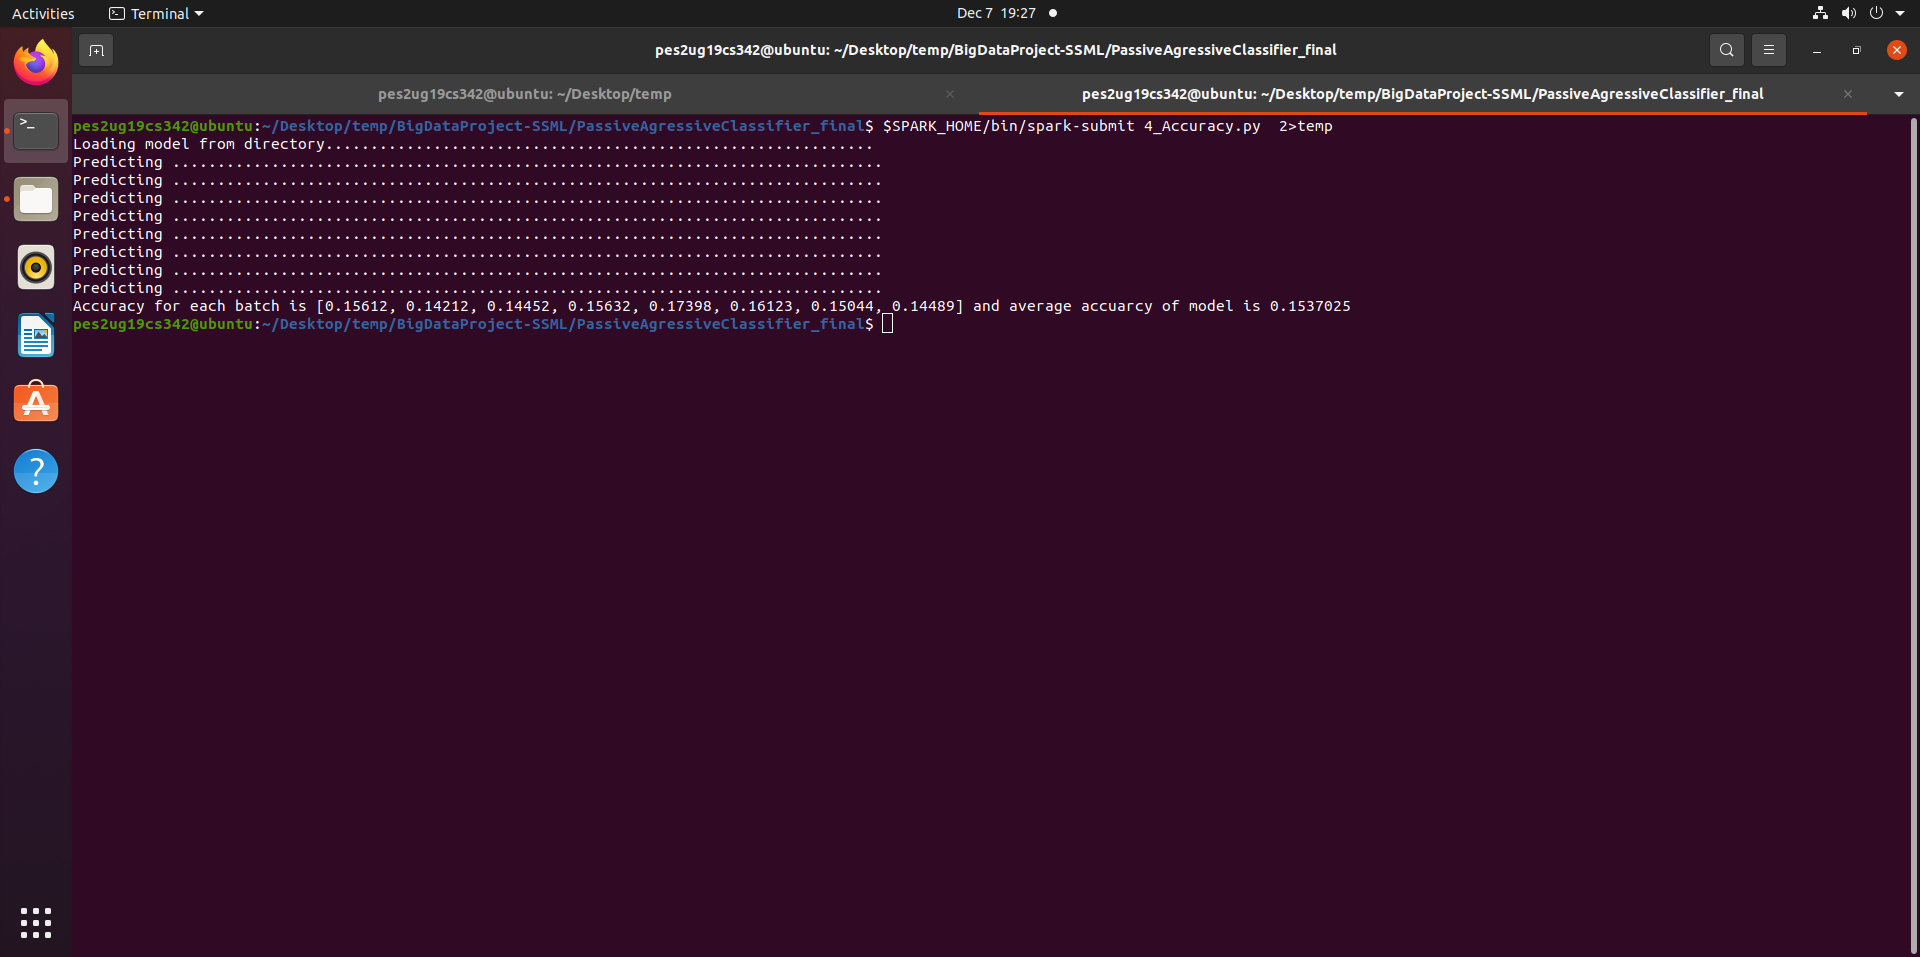 Activities Terminal Dec 7 19:27
pes2ug19cs342@ubuntu: ~/Desktop/temp/BigDataProject-SSML/PassiveAgressiveClassifier_final
pes2ug19cs342@ubuntu: ~/Desktop/temp pes2ug19cs342@ubuntu: ~/Desktop/temp/BigDataProject-SSML/PassiveAgressiveClassifier_final
pes2ug19cs342@ubuntu:~/Desktop/temp/BigDataProject-SSML/PassiveAgressiveClassifier_final$ $SPARK_HOME/bin/spark-submit 4_Accuracy.py  2>temp
Loading model from directory.............................................................
Predicting ...............................................................................
Predicting ...............................................................................
Predicting ...............................................................................
Predicting ...............................................................................
Predicting ...............................................................................
Predicting ...............................................................................
Predicting ...............................................................................
Predicting ...............................................................................
Accuracy for each batch is [0.15612, 0.14212, 0.14452, 0.15632, 0.17398, 0.16123, 0.15044, 0.14489] and average accuarcy of model is 0.1537025
pes2ug19cs342@ubuntu:~/Desktop/temp/BigDataProject-SSML/PassiveAgressiveClassifier_final$